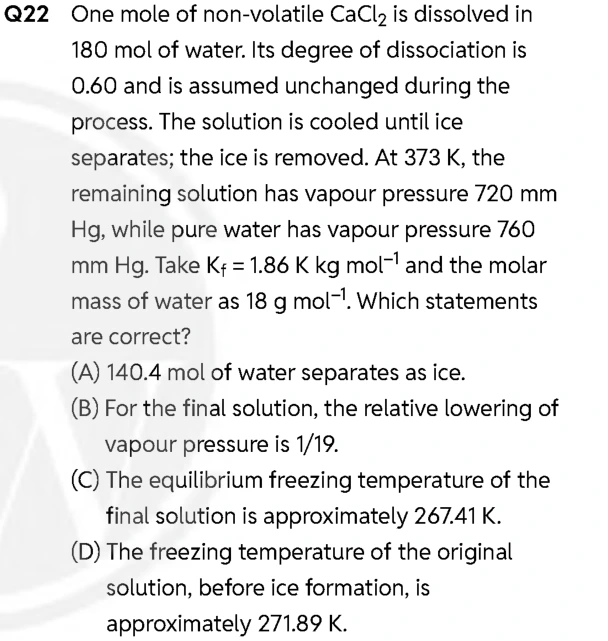 Q22 One mole of non-volatile CaCl₂ is dissolved in
180 mol of water. Its degree of dissociation is
0.60 and is assumed unchanged during the
process. The solution is cooled until ice
separates; the ice is removed. At 373 K, the
remaining solution has vapour pressure 720 mm
Hg, while pure water has vapour pressure 760
mm Hg. Take K_f = 1.86 K kg mol⁻¹ and the molar
mass of water as 18 g mol⁻¹. Which statements
are correct?
(A) 140.4 mol of water separates as ice.
(B) For the final solution, the relative lowering of
vapour pressure is 1/19.
(C) The equilibrium freezing temperature of the
final solution is approximately 267.41 K.
(D) The freezing temperature of the original
solution, before ice formation, is
approximately 271.89 K.